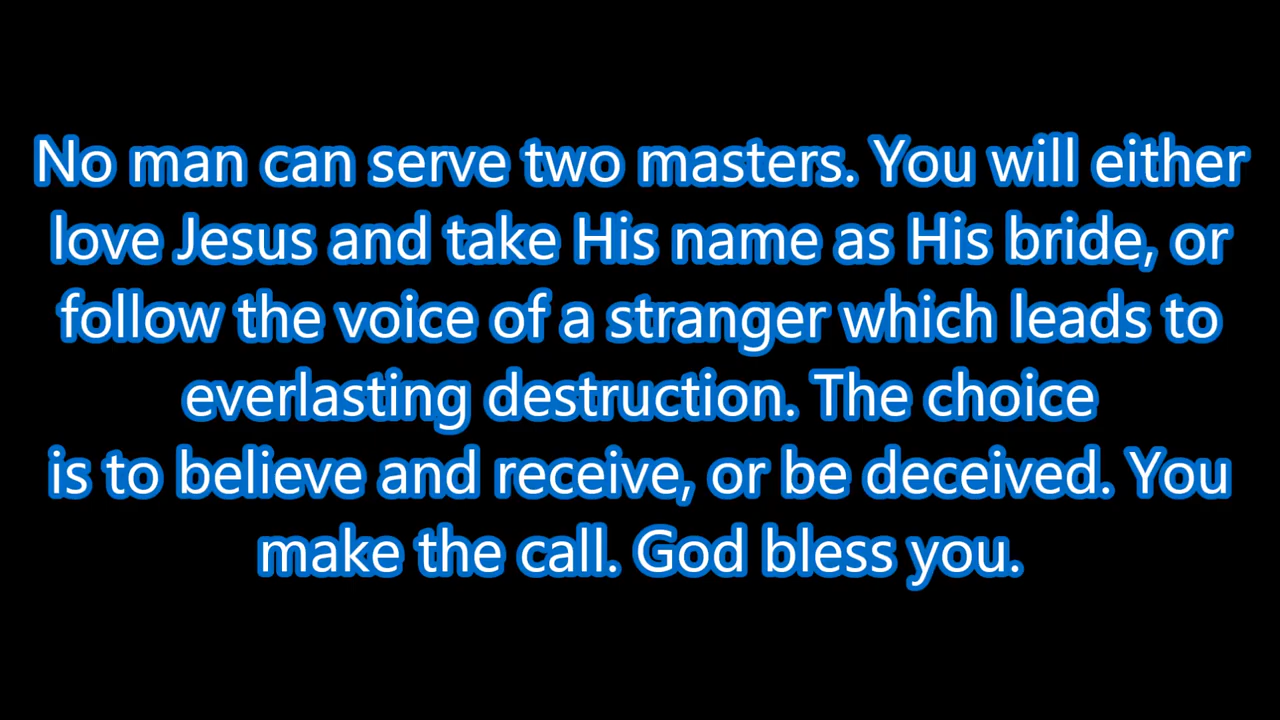 No man can serve two masters. You will either
love Jesus and take His name as His bride, or
follow the voice of a stranger which leads to
everlasting destruction. The choice
is to believe and receive, or be deceived. You
make the call. God bless you.